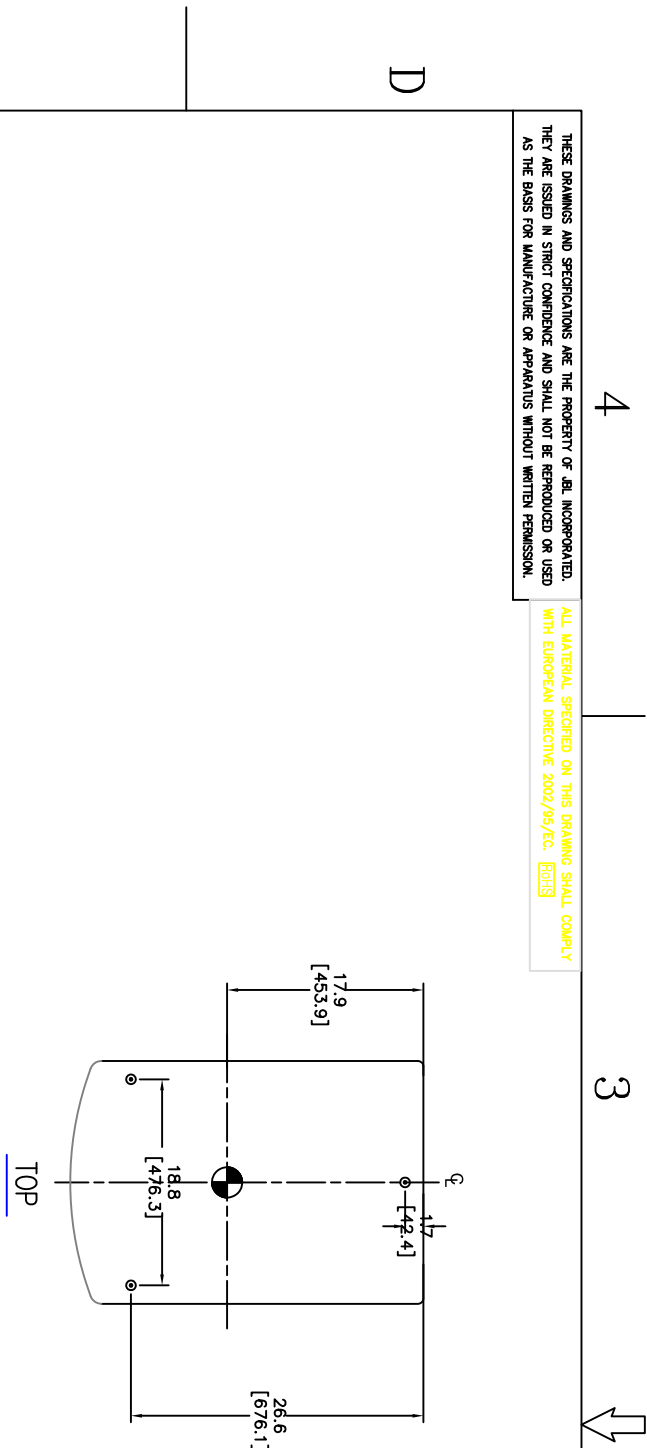 D
4
3
THESE DRAWINGS AND SPECIFICATIONS ARE THE PROPERTY OF JBL INCORPORATED.
THEY ARE ISSUED IN STRICT CONFIDENCE AND SHALL NOT BE REPRODUCED OR USED
AS THE BASIS FOR MANUFACTURE OR APPARATUS WITHOUT WRITTEN PERMISSION.
ALL MATERIAL SPECIFIED ON THIS DRAWING SHALL COMPLY
WITH EUROPEAN DIRECTIVE 2002/95/EC. RoHS
℄
1.7
[42.4]
17.9
[453.9]
18.8
[476.3]
26.6
[676.1]
TOP